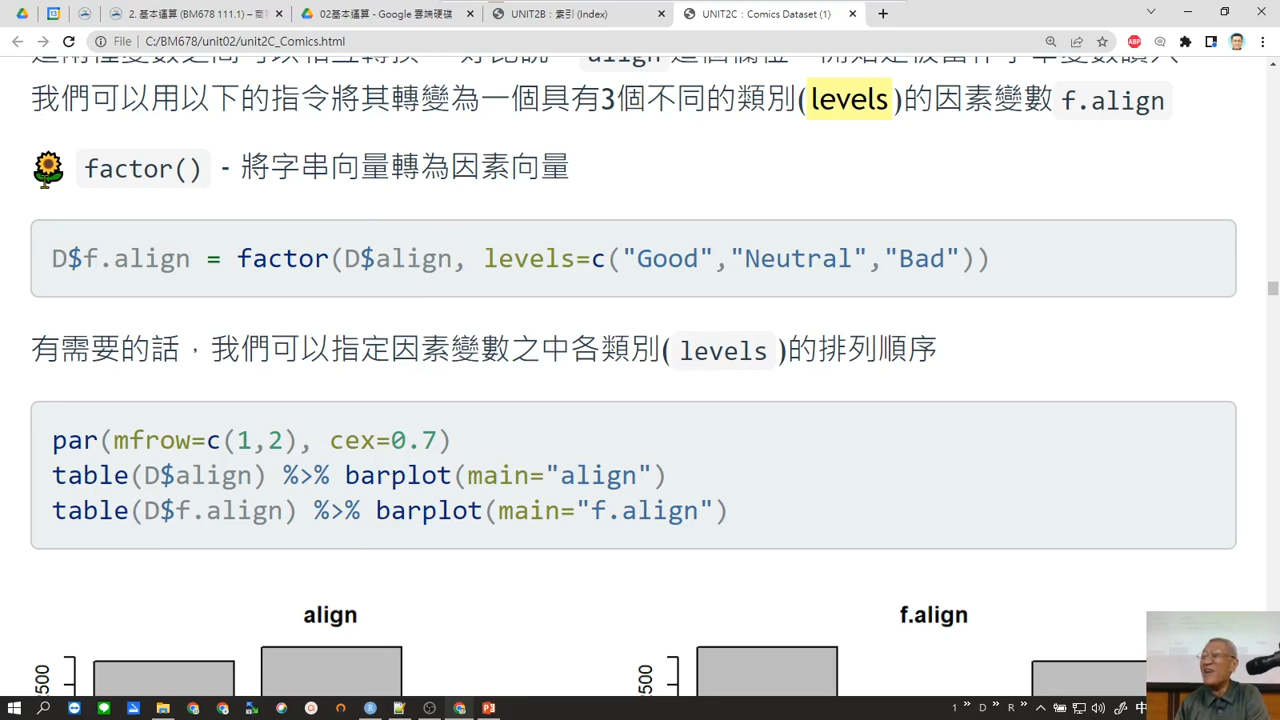 2. 基本運算 (BM678 111.1) – 商
02基本運算 - Google 雲端硬碟
UNIT2B：索引 (Index)
UNIT2C：Comics Dataset (1)
File
C:/BM678/unit02/unit2C_Comics.html
ABP
我們可以用以下的指令將其轉變為一個具有3個不同的類別(levels)的因素變數 f.align
factor() - 將字串向量轉為因素向量
D$f.align = factor(D$align, levels=c("Good","Neutral","Bad"))
有需要的話，我們可以指定因素變數之中各類別( levels )的排列順序
par(mfrow=c(1,2), cex=0.7)
table(D$align) %>% barplot(main="align")
table(D$f.align) %>% barplot(main="f.align")
align
f.align
500
500
1 » D » R »